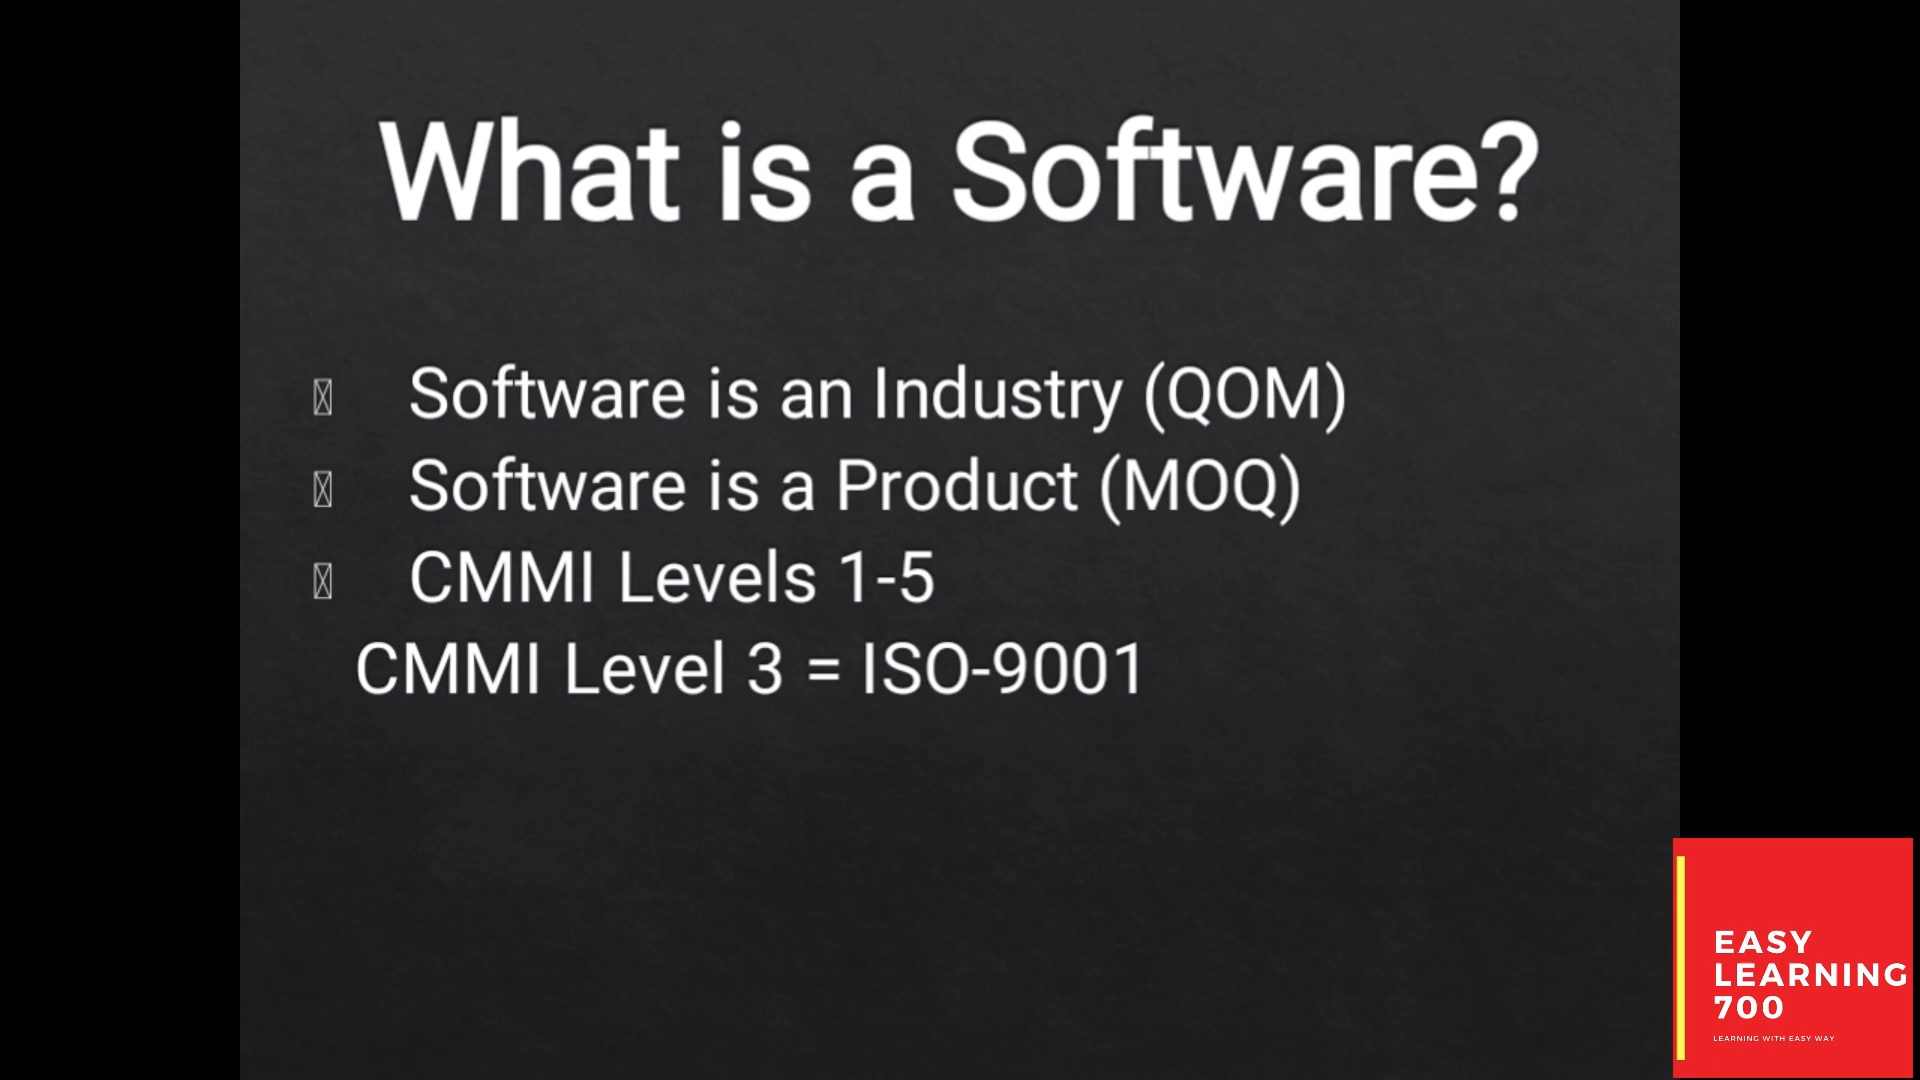 What is a Software?
Software is an Industry (QOM)
Software is a Product (MOQ)
CMMI Levels 1-5
CMMI Level 3 = ISO-9001
EASY
LEARNING
700
LEARNING WITH EASY WAY